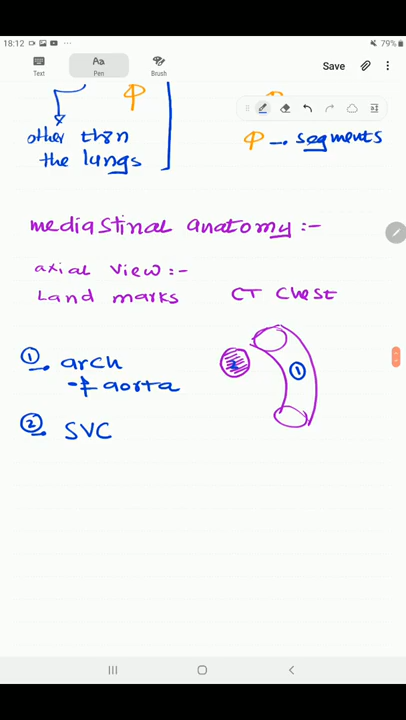 18:12
79%
Text
Pen
Brush
Save
φ
other than
the lungs
φ → segments
mediastinal anatomy :-
axial view :-
Land marks
CT Chest
① arch
of aorta
② SVC
2
①